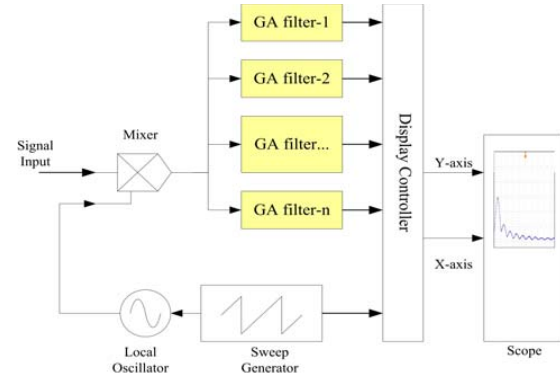 GA filter-1
GA filter-2
GA filter...
GA filter-n
Mixer
Signal
Input
Display Controller
Y-axis
X-axis
Local
Oscillator
Sweep
Generator
Scope